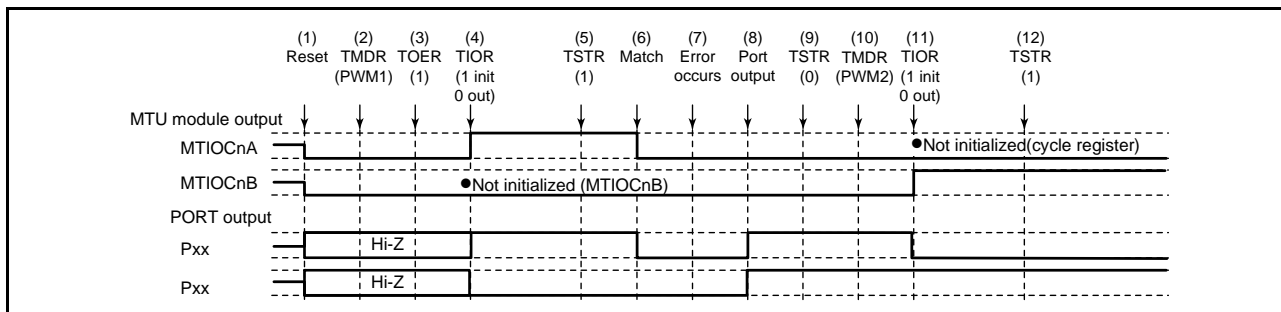 (1) (2) (3) (4) (5) (6) (7) (8) (9) (10) (11) (12)
Reset TMDR TOER TIOR TSTR Match Error Port TSTR TMDR TIOR TSTR
(PWM1) (1) (1 init (1) occurs output (0) (PWM2) (1 init (1)
0 out) 0 out)
MTU module output
MTIOCnA ●Not initialized(cycle register)
MTIOCnB ●Not initialized (MTIOCnB)
PORT output
Pxx Hi-Z
Pxx Hi-Z